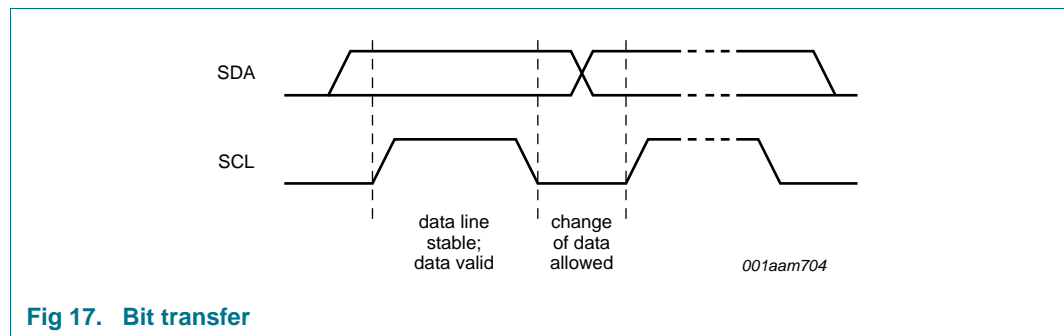 SDA
SCL
data line
stable;
data valid
change
of data
allowed
001aam704
Fig 17. Bit transfer